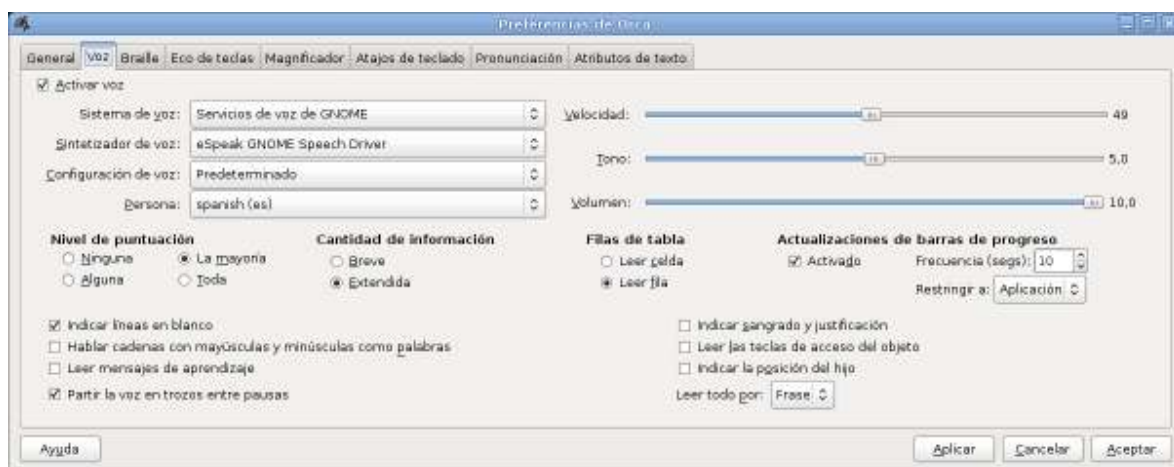 Preferencias de Orca
General Voz Braille Eco de teclas Magnificador Atajos de teclado Pronunciación Atributos de texto
Activar voz
Sistema de voz: Servicios de voz de GNOME
Sintetizador de voz: eSpeak GNOME Speech Driver
Configuración de voz: Predeterminado
Persona: spanish (es)
Velocidad: 49
Tono: 5,0
Volumen: 10,0
Nivel de puntuación
Ninguna La mayoría
Alguna Toda
Cantidad de información
Breve
Extendida
Filas de tabla
Leer celda
Leer fila
Actualizaciones de barras de progreso
Activado Frecuencia (segs): 10
Restringir a: Aplicación
Indicar líneas en blanco
Hablar cadenas con mayúsculas y minúsculas como palabras
Leer mensajes de aprendizaje
Partir la voz en trozos entre pausas
Indicar sangrado y justificación
Leer las teclas de acceso del objeto
Indicar la posición del hijo
Leer todo por: Frase
Ayuda Aplicar Cancelar Aceptar